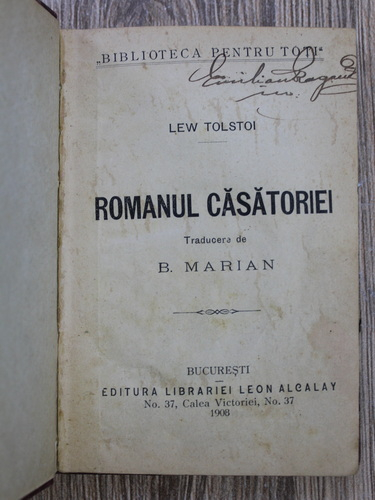 „BIBLIOTECA PENTRU TOȚI“
LEW TOLSTOI
ROMANUL CĂSĂTORIEI
Traducere de
B. MARIAN
BUCUREȘTI
EDITURA LIBRARIEI LEON ALCALAY
No. 37, Calea Victoriei, No. 37
1908